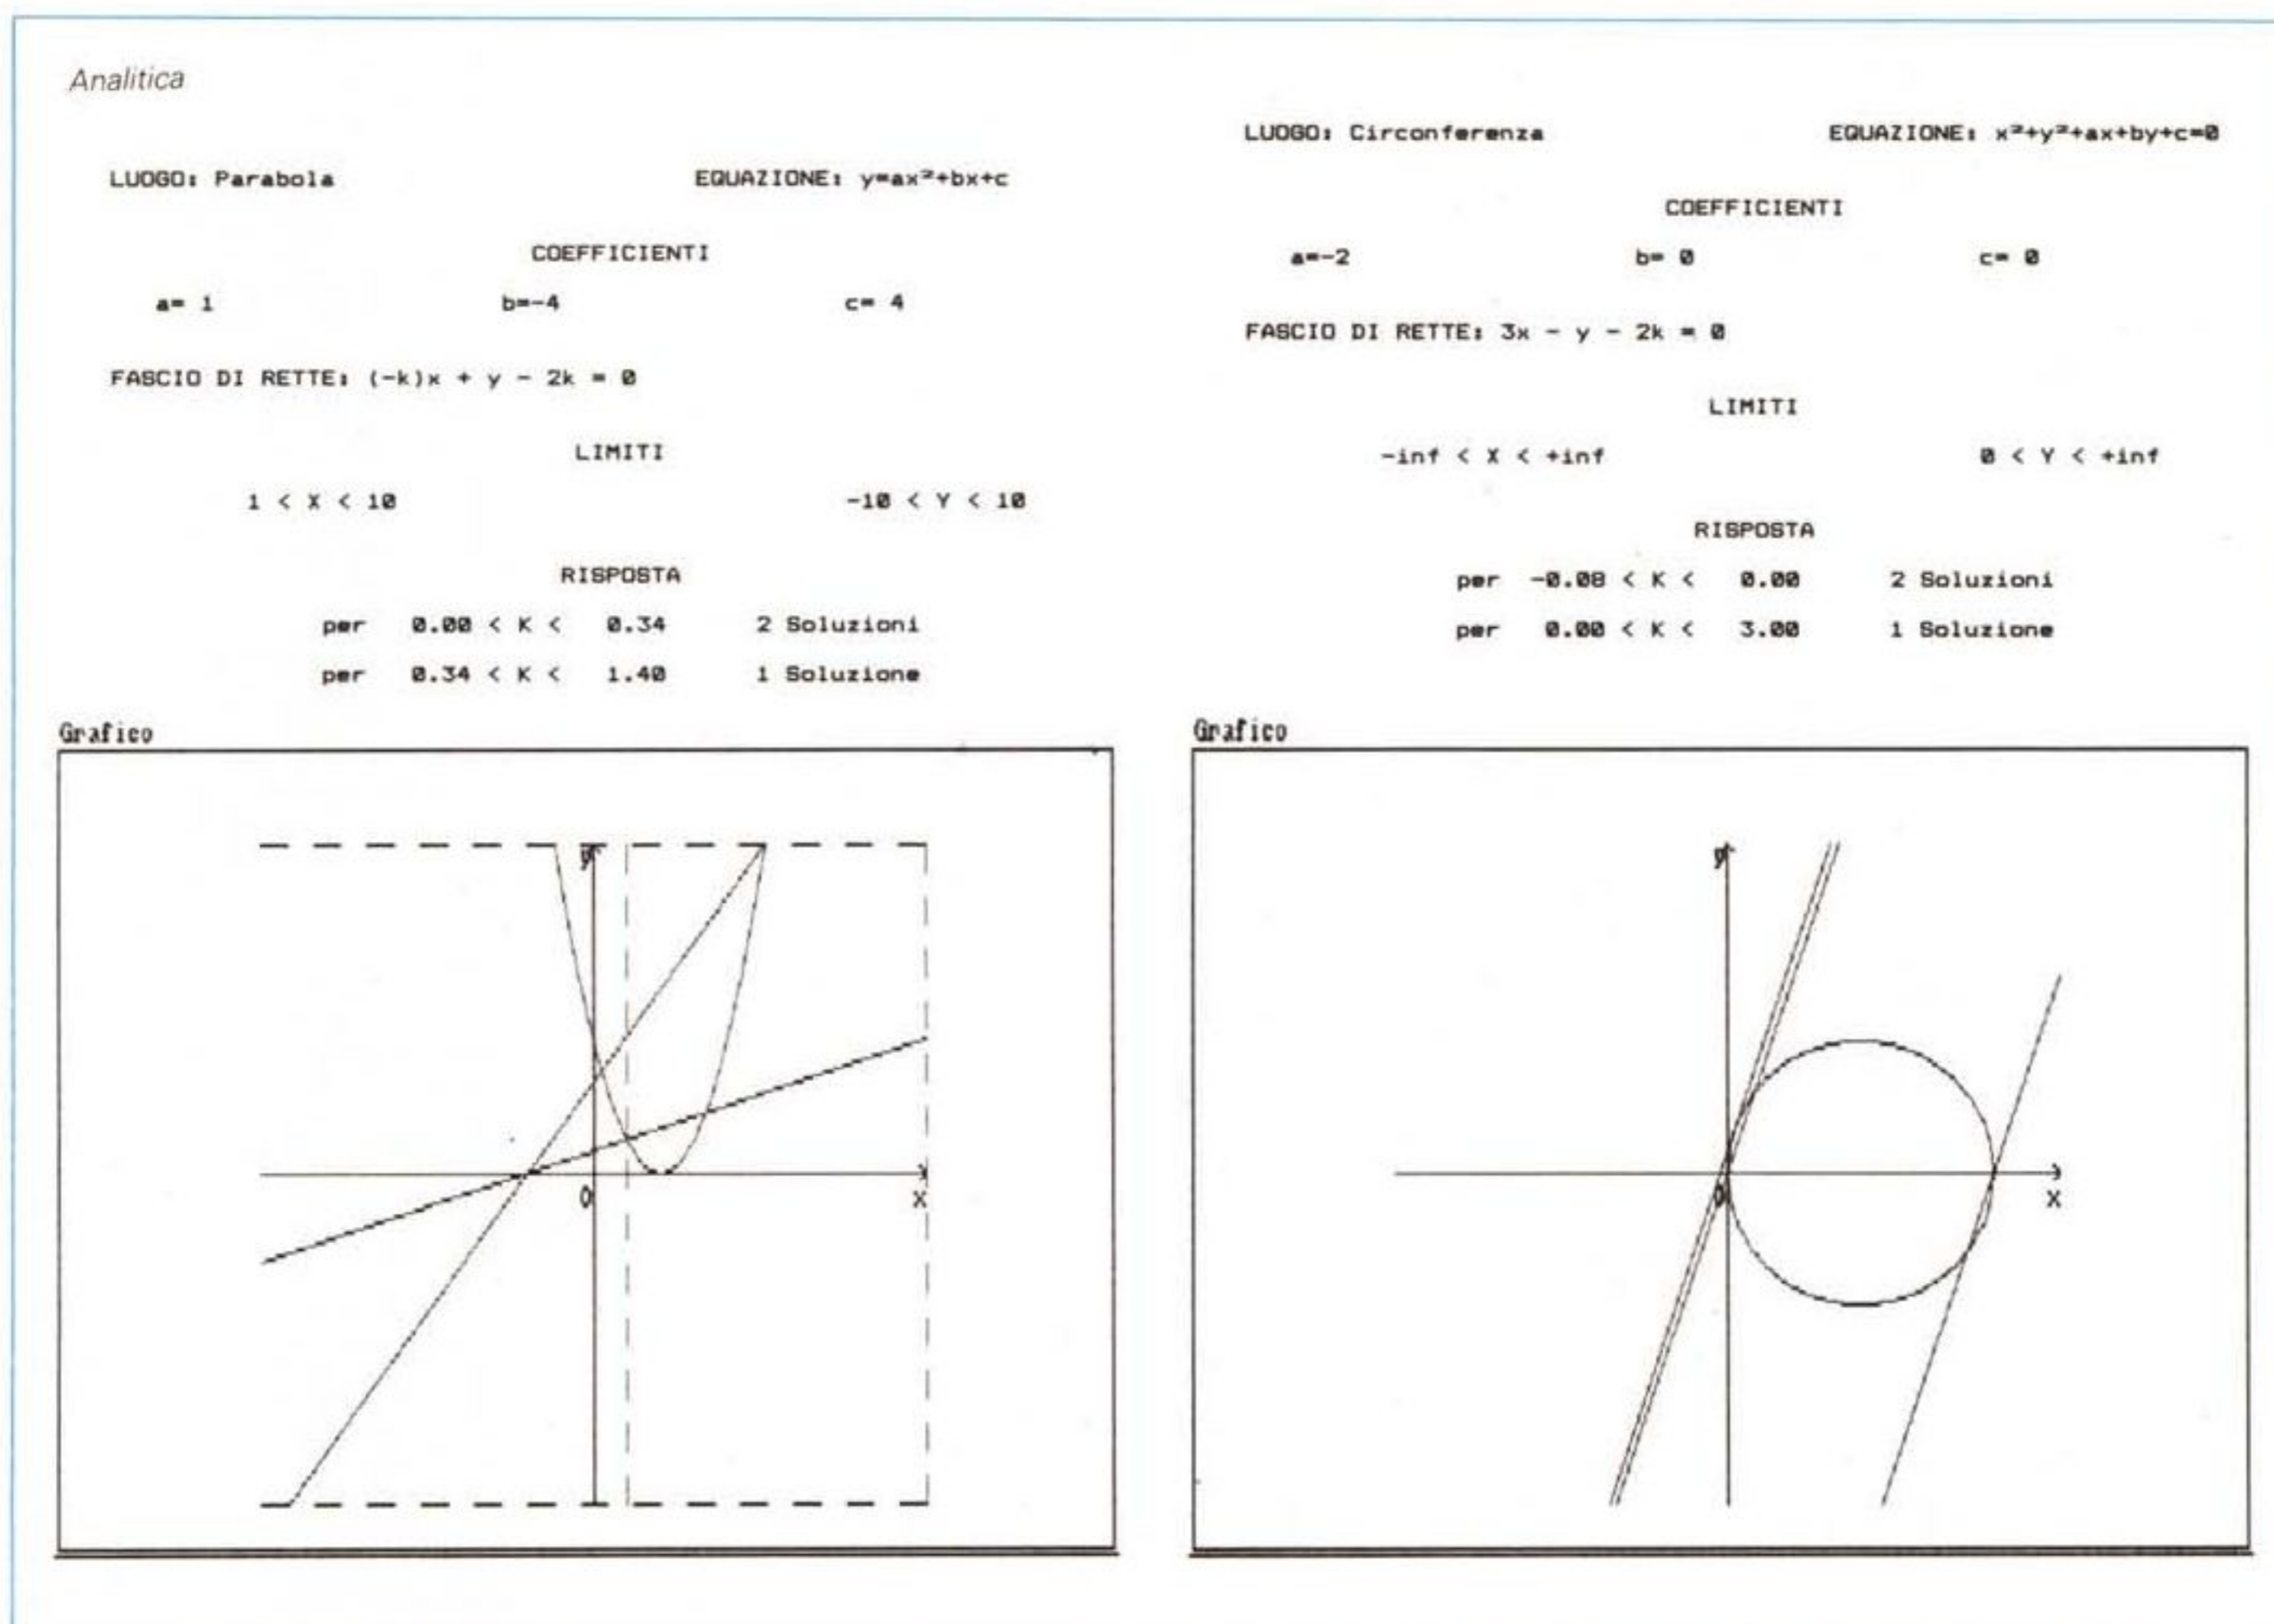 Analitica
LUOGO: Parabola EQUAZIONE: y=ax²+bx+c
COEFFICIENTI
a= 1 b=-4 c= 4
FASCIO DI RETTE: (-k)x + y - 2k = 0
LIMITI
1 < X < 10 -10 < Y < 10
RISPOSTA
per 0.00 < K < 0.34 2 Soluzioni
per 0.34 < K < 1.40 1 Soluzione
Grafico
y
0
x
LUOGO: Circonferenza EQUAZIONE: x²+y²+ax+by+c=0
COEFFICIENTI
a=-2 b= 0 c= 0
FASCIO DI RETTE: 3x - y - 2k = 0
LIMITI
-inf < X < +inf 0 < Y < +inf
RISPOSTA
per -0.08 < K < 0.00 2 Soluzioni
per 0.00 < K < 3.00 1 Soluzione
Grafico
y
0
x